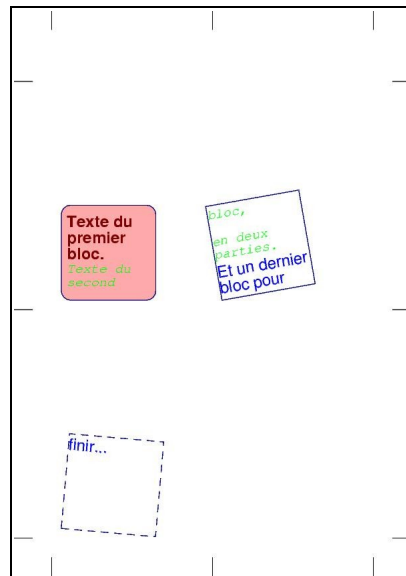 Texte du
premier
bloc.
Texte du
second
bloc,
en deux
parties.
Et un dernier
bloc pour
finir...